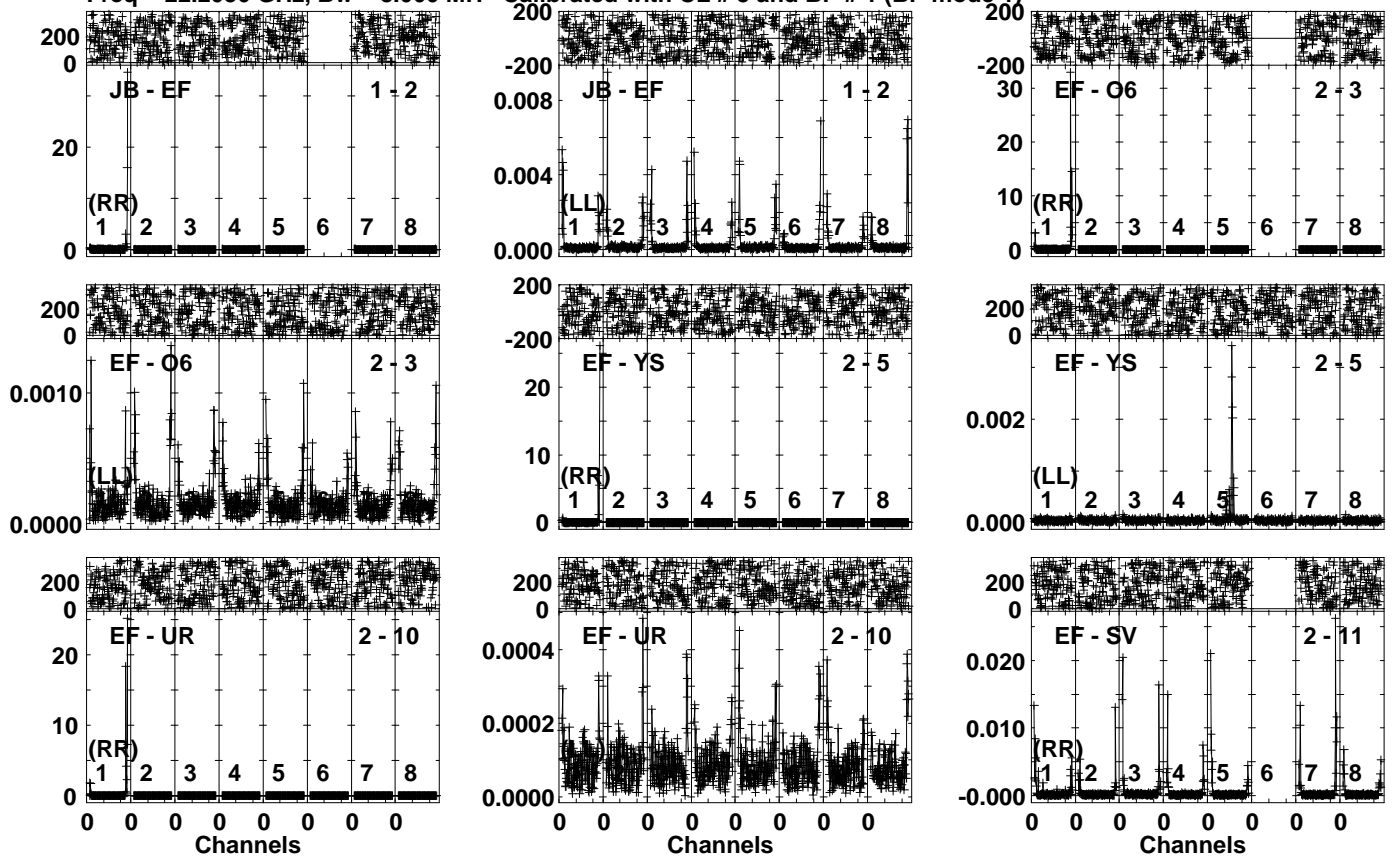 200
0
JB - EF
1 - 2
20
0
(RR)
1 2 3 4 5 6 7 8
200
-200
JB - EF
1 - 2
0.008
0.004
0.000
(LL)
1 2 3 4 5 6 7 8
200
-200
EF - O6
2 - 3
30
20
10
0
(RR)
1 2 3 4 5 6 7 8
200
0
EF - O6
2 - 3
0.0010
0.0000
(LL)
200
-200
EF - YS
2 - 5
20
10
0
(RR)
1 2 3 4 5 6 7 8
200
0
EF - YS
2 - 5
0.002
0.000
(LL)
1 2 3 4 5 6 7 8
200
0
EF - UR
2 - 10
20
10
0
(RR)
1 2 3 4 5 6 7 8
0 0 0 0 0 0 0 0
Channels
200
0
EF - UR
2 - 10
0.0004
0.0002
0.0000
0 0 0 0 0 0 0 0
Channels
200
0
EF - SV
2 - 11
0.020
0.010
-0.000
(RR)
1 2 3 4 5 6 7 8
0 0 0 0 0 0 0 0
Channels